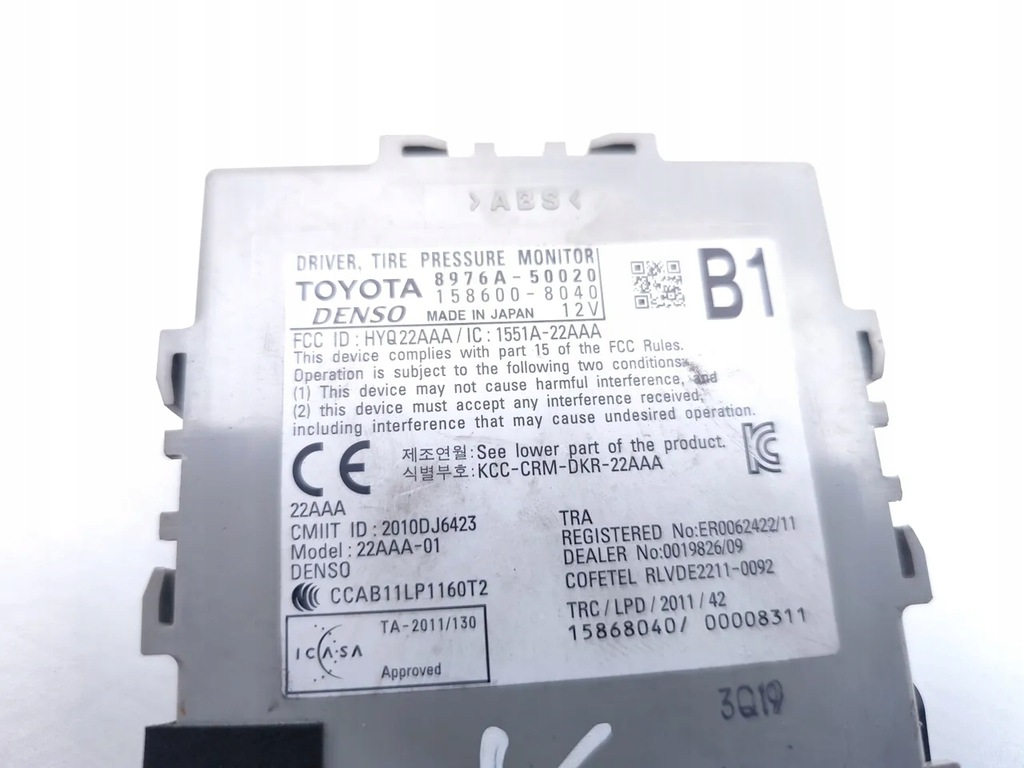 >ABS<
DRIVER, TIRE PRESSURE MONITOR
TOYOTA 8976A-50020
158600-8040
DENSO MADE IN JAPAN 12V
B1
FCC ID : HYQ22AAA / IC : 1551A-22AAA
This device complies with part 15 of the FCC Rules.
Operation is subject to the following two conditions:
(1) This device may not cause harmful interference, and
(2) this device must accept any interference received,
including interference that may cause undesired operation.
CE
제조연월: See lower part of the product.
식별부호: KCC-CRM-DKR-22AAA
KC
22AAA
CMIIT ID : 2010DJ6423
Model : 22AAA-01
DENSO
CCAB11LP1160T2
TA-2011/130
ICASA
Approved
TRA
REGISTERED No:ER0062422/11
DEALER No:0019826/09
COFETEL RLVDE2211-0092
TRC / LPD / 2011 / 42
15868040/ 00008311
3Q19